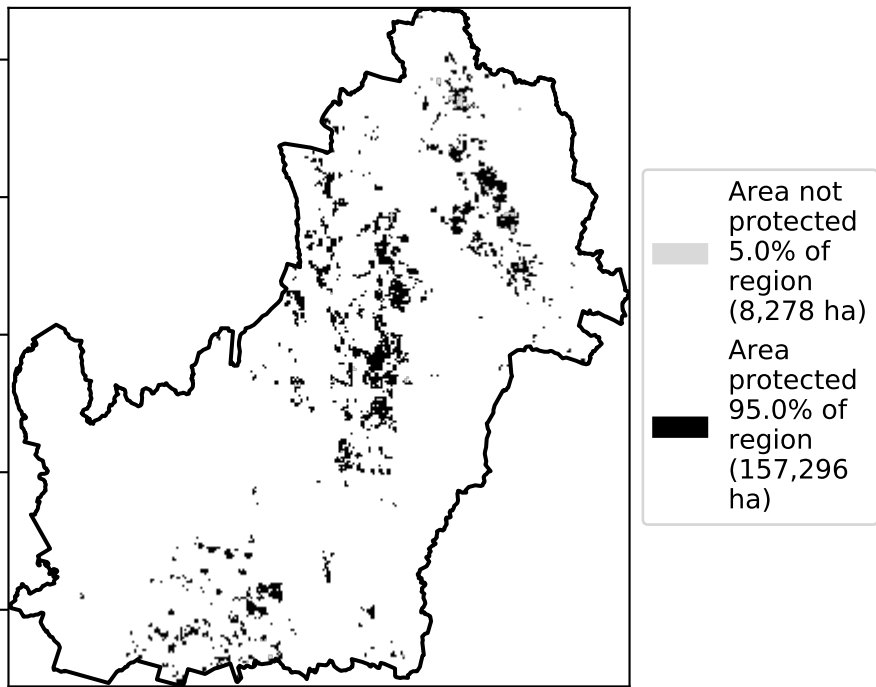 Area not
protected
5.0% of
region
(8,278 ha)
Area
protected
95.0% of
region
(157,296
ha)